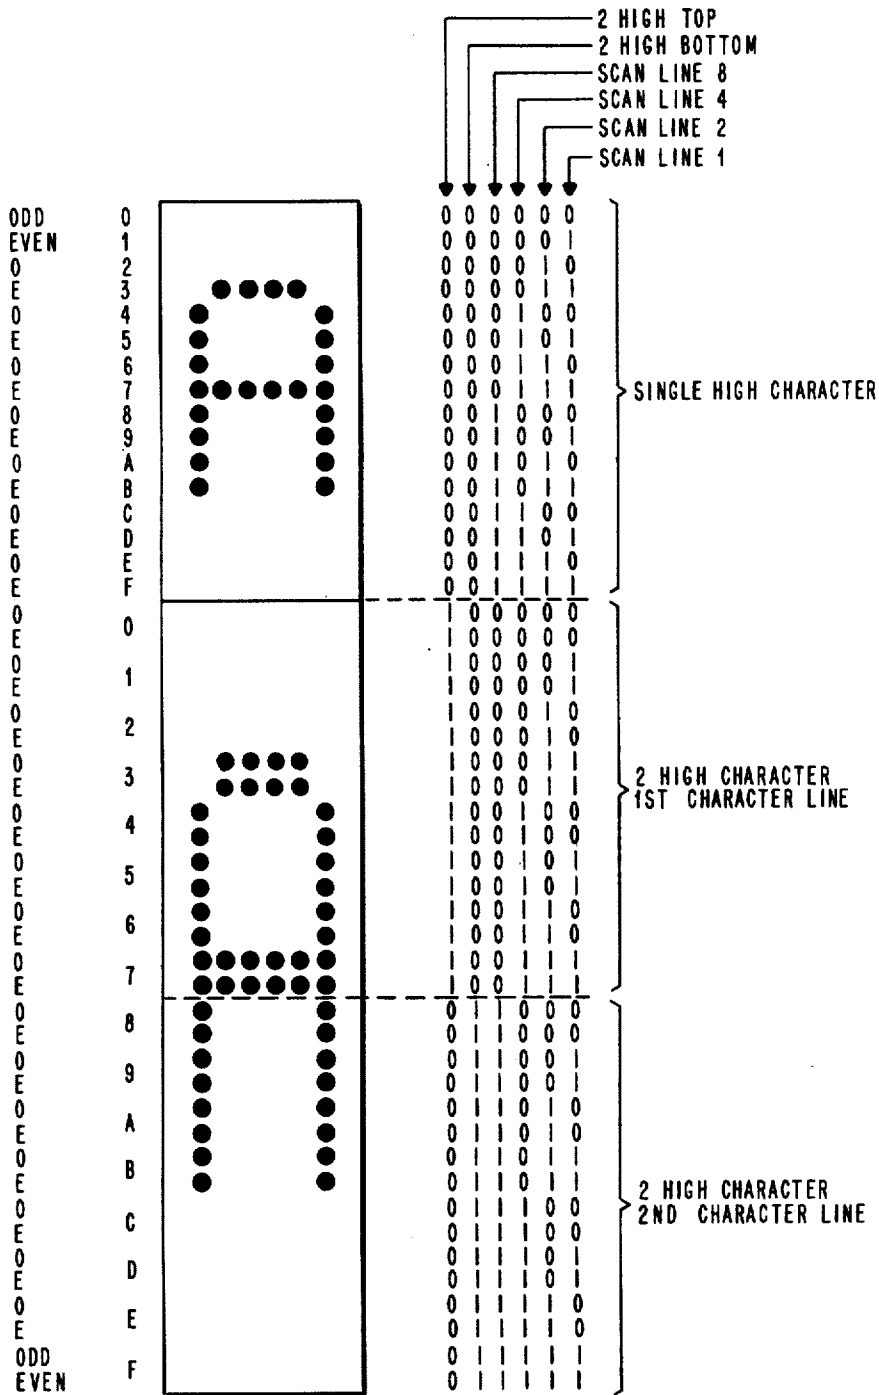 2 HIGH TOP
2 HIGH BOTTOM
SCAN LINE 8
SCAN LINE 4
SCAN LINE 2
SCAN LINE 1
ODD 0 0 0 0 0 0 0
EVEN 1 0 0 0 0 0 1
O 2 0 0 0 0 1 0
E 3 0 0 0 0 1 1
O 4 0 0 0 1 0 0
E 5 0 0 0 1 0 1
O 6 0 0 0 1 1 0
E 7 0 0 0 1 1 1 SINGLE HIGH CHARACTER
O 8 0 0 1 0 0 0
E 9 0 0 1 0 0 1
O A 0 0 1 0 1 0
E B 0 0 1 0 1 1
O C 0 0 1 1 0 0
E D 0 0 1 1 0 1
O E 0 0 1 1 1 0
E F 0 0 1 1 1 1
O 1 0 0 0 0 0
0
E 1 0 0 0 0 0
O 1 0 0 0 0 1
1
E 1 0 0 0 0 1
O 1 0 0 0 1 0
2
E 1 0 0 0 1 0
O 1 0 0 0 1 1
3 2 HIGH CHARACTER
E 1 0 0 0 1 1
1ST CHARACTER LINE
O 1 0 0 1 0 0
4
E 1 0 0 1 0 0
O 1 0 0 1 0 1
5
E 1 0 0 1 0 1
O 1 0 0 1 1 0
6
E 1 0 0 1 1 0
O 1 0 0 1 1 1
7
E 1 0 0 1 1 1
O 0 1 1 0 0 0
8
E 0 1 1 0 0 0
O 0 1 1 0 0 1
9
E 0 1 1 0 0 1
O 0 1 1 0 1 0
A
E 0 1 1 0 1 0
O 0 1 1 0 1 1
B
E 0 1 1 0 1 1
2 HIGH CHARACTER
O 0 1 1 1 0 0
C 2ND CHARACTER LINE
E 0 1 1 1 0 0
O 0 1 1 1 0 1
D
E 0 1 1 1 0 1
O 0 1 1 1 1 0
E
E 0 1 1 1 1 0
ODD 0 1 1 1 1 1
F
EVEN 0 1 1 1 1 1